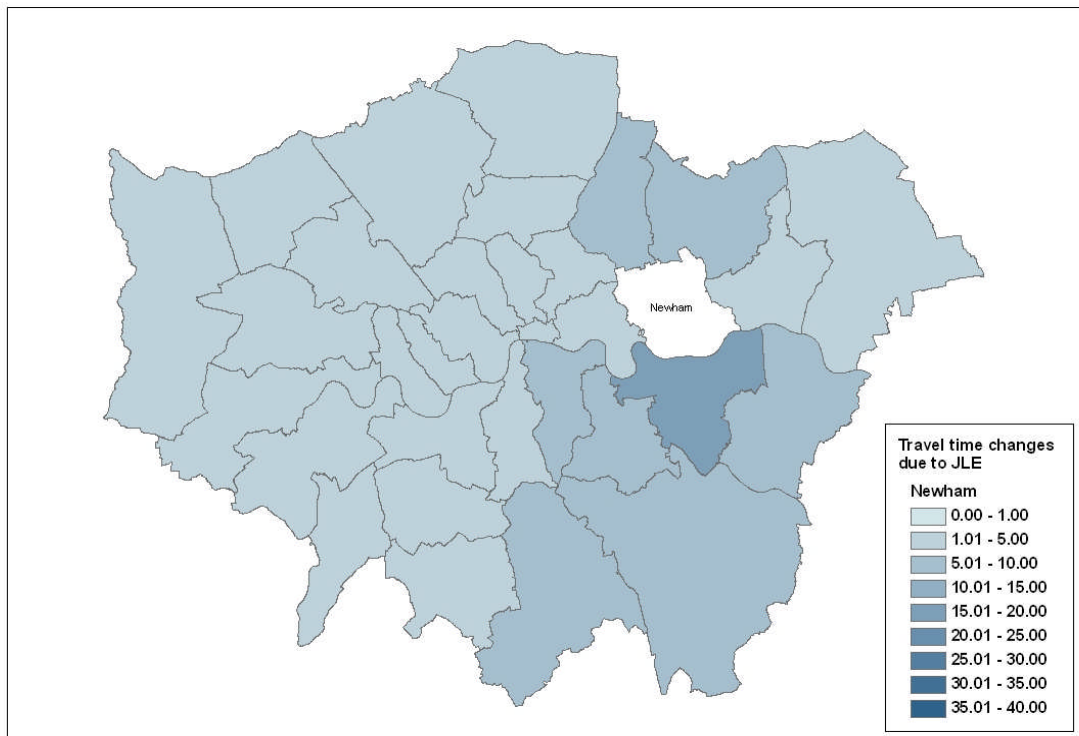 Newham
Travel time changes
due to JLE
Newham
0.00 - 1.00
1.01 - 5.00
5.01 - 10.00
10.01 - 15.00
15.01 - 20.00
20.01 - 25.00
25.01 - 30.00
30.01 - 35.00
35.01 - 40.00